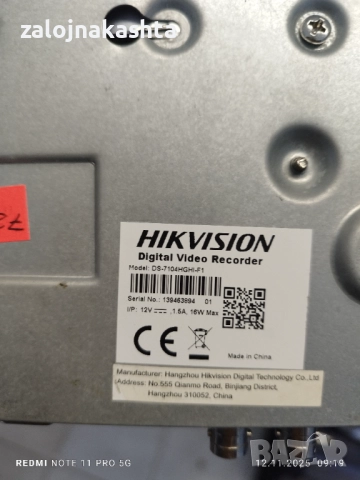 zalojnakashta
HIKVISION
Digital Video Recorder
Model: DS-7104HGHI-F1
Serial No.: 139463894 01
I/P: 12V⎓, 1.5A, 16W Max
CE
Made in China
Manufacturer: Hangzhou Hikvision Digital Technology Co.,Ltd.
Address: No.555 Qianmo Road, Binjiang District,
Hangzhou 310052, China
BAZAR
REDMI NOTE 11 PRO 5G
12.11.2025 09:19